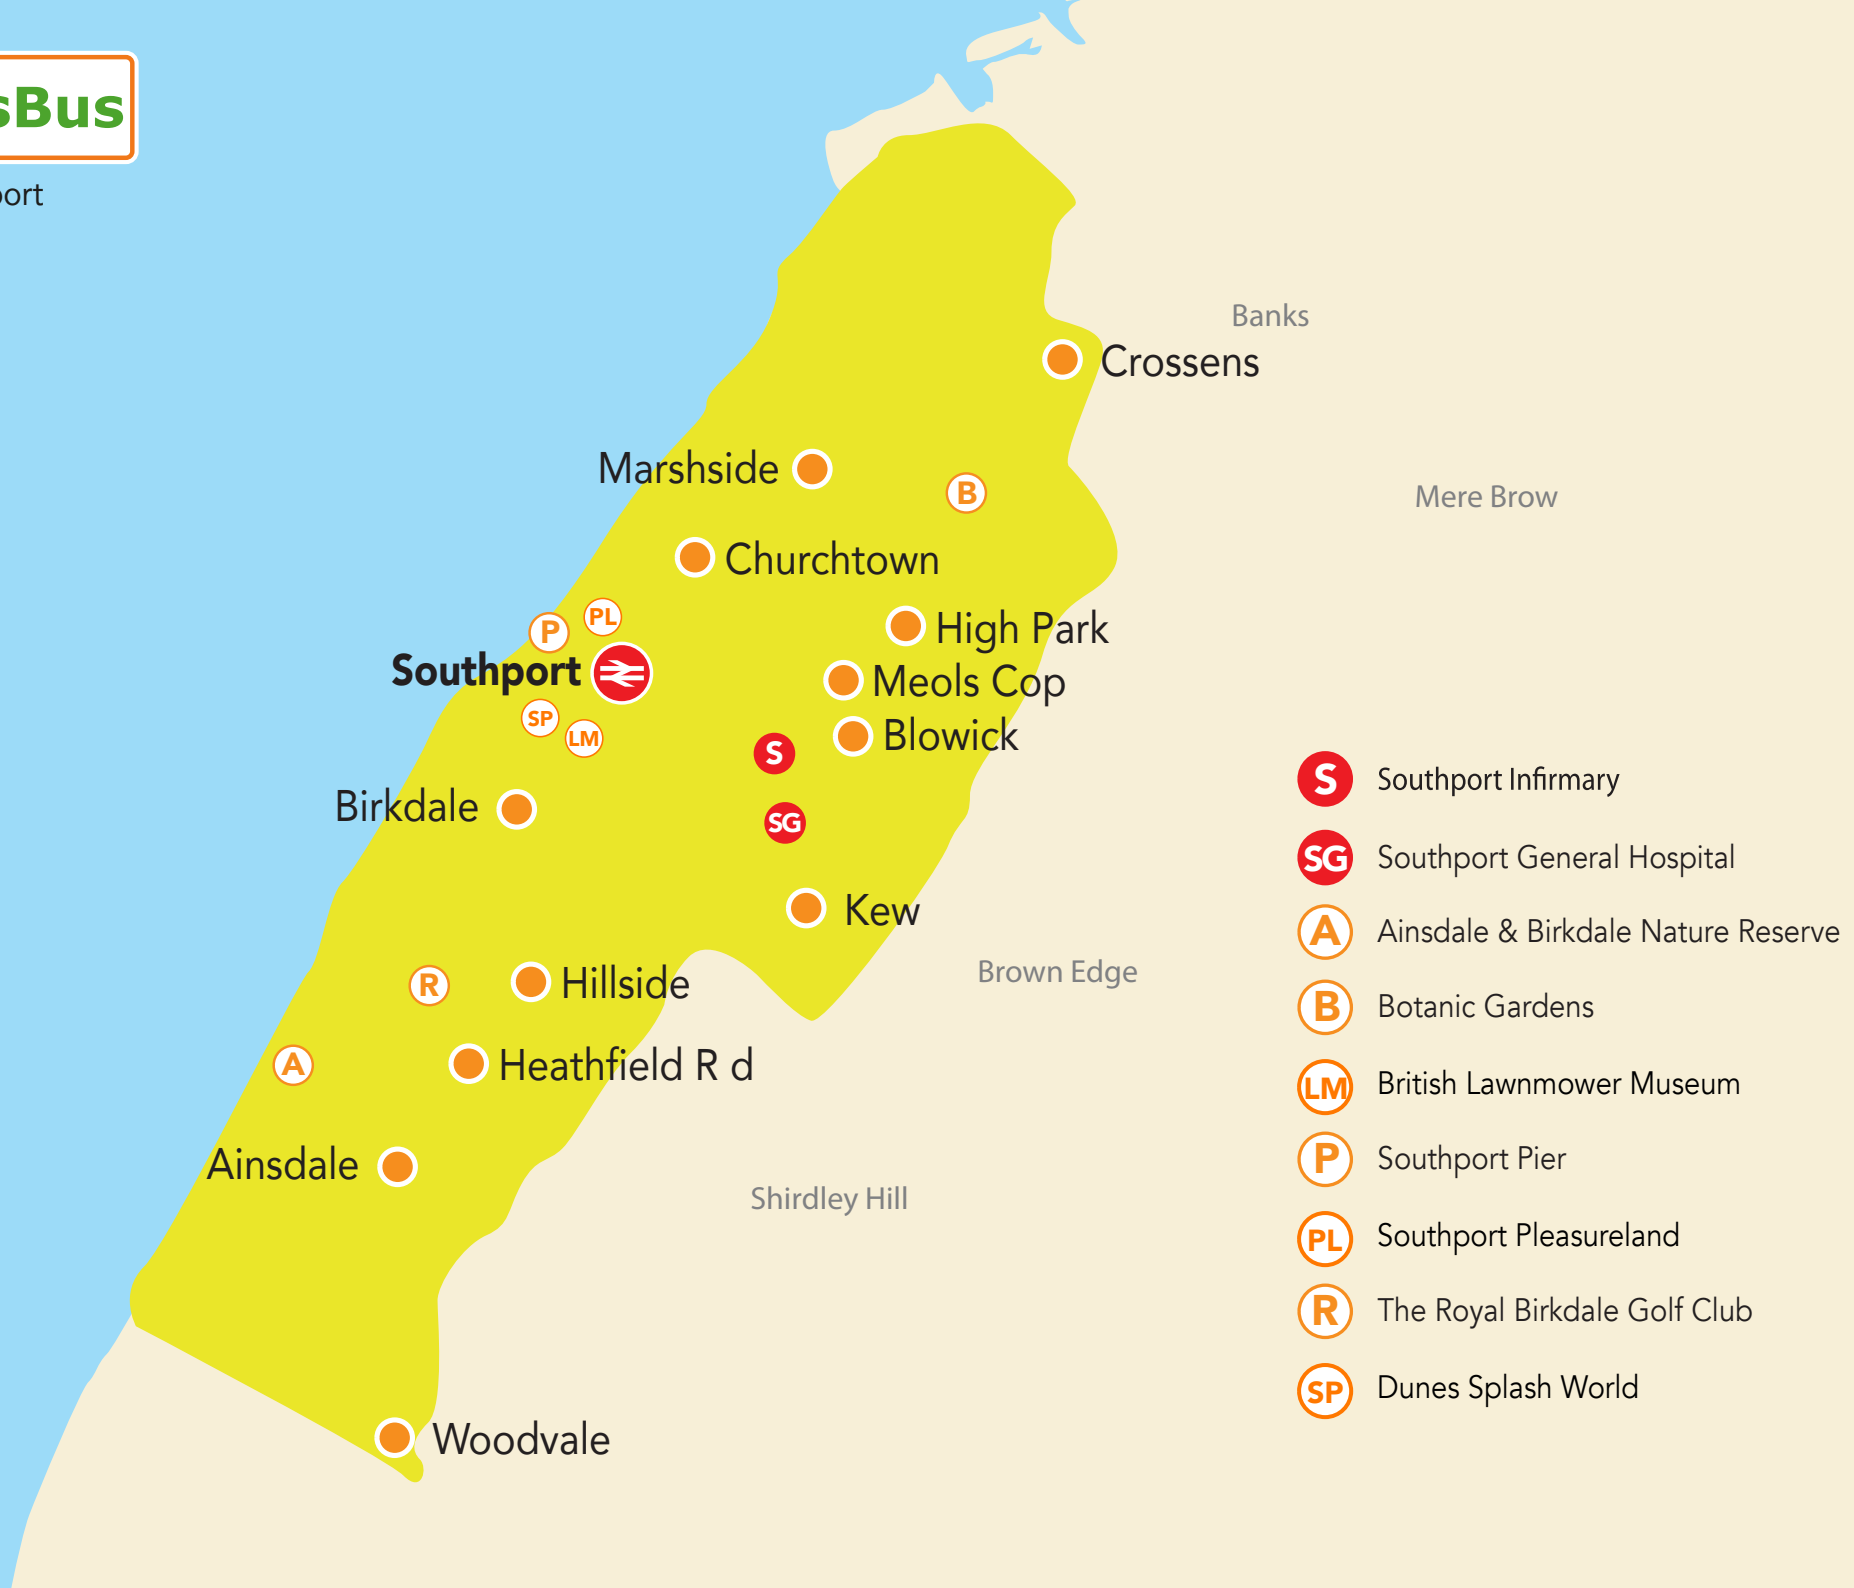 sBus
port
Banks
Crossens
Marshside
B
Mere Brow
Churchtown
PL
P
High Park
Southport
Meols Cop
SP
LM
Blowick
S
SG
Birkdale
Kew
Brown Edge
R
Hillside
A
Heathfield R d
Ainsdale
Shirdley Hill
Woodvale
S Southport Infirmary
SG Southport General Hospital
A Ainsdale & Birkdale Nature Reserve
B Botanic Gardens
LM British Lawnmower Museum
P Southport Pier
PL Southport Pleasureland
R The Royal Birkdale Golf Club
SP Dunes Splash World